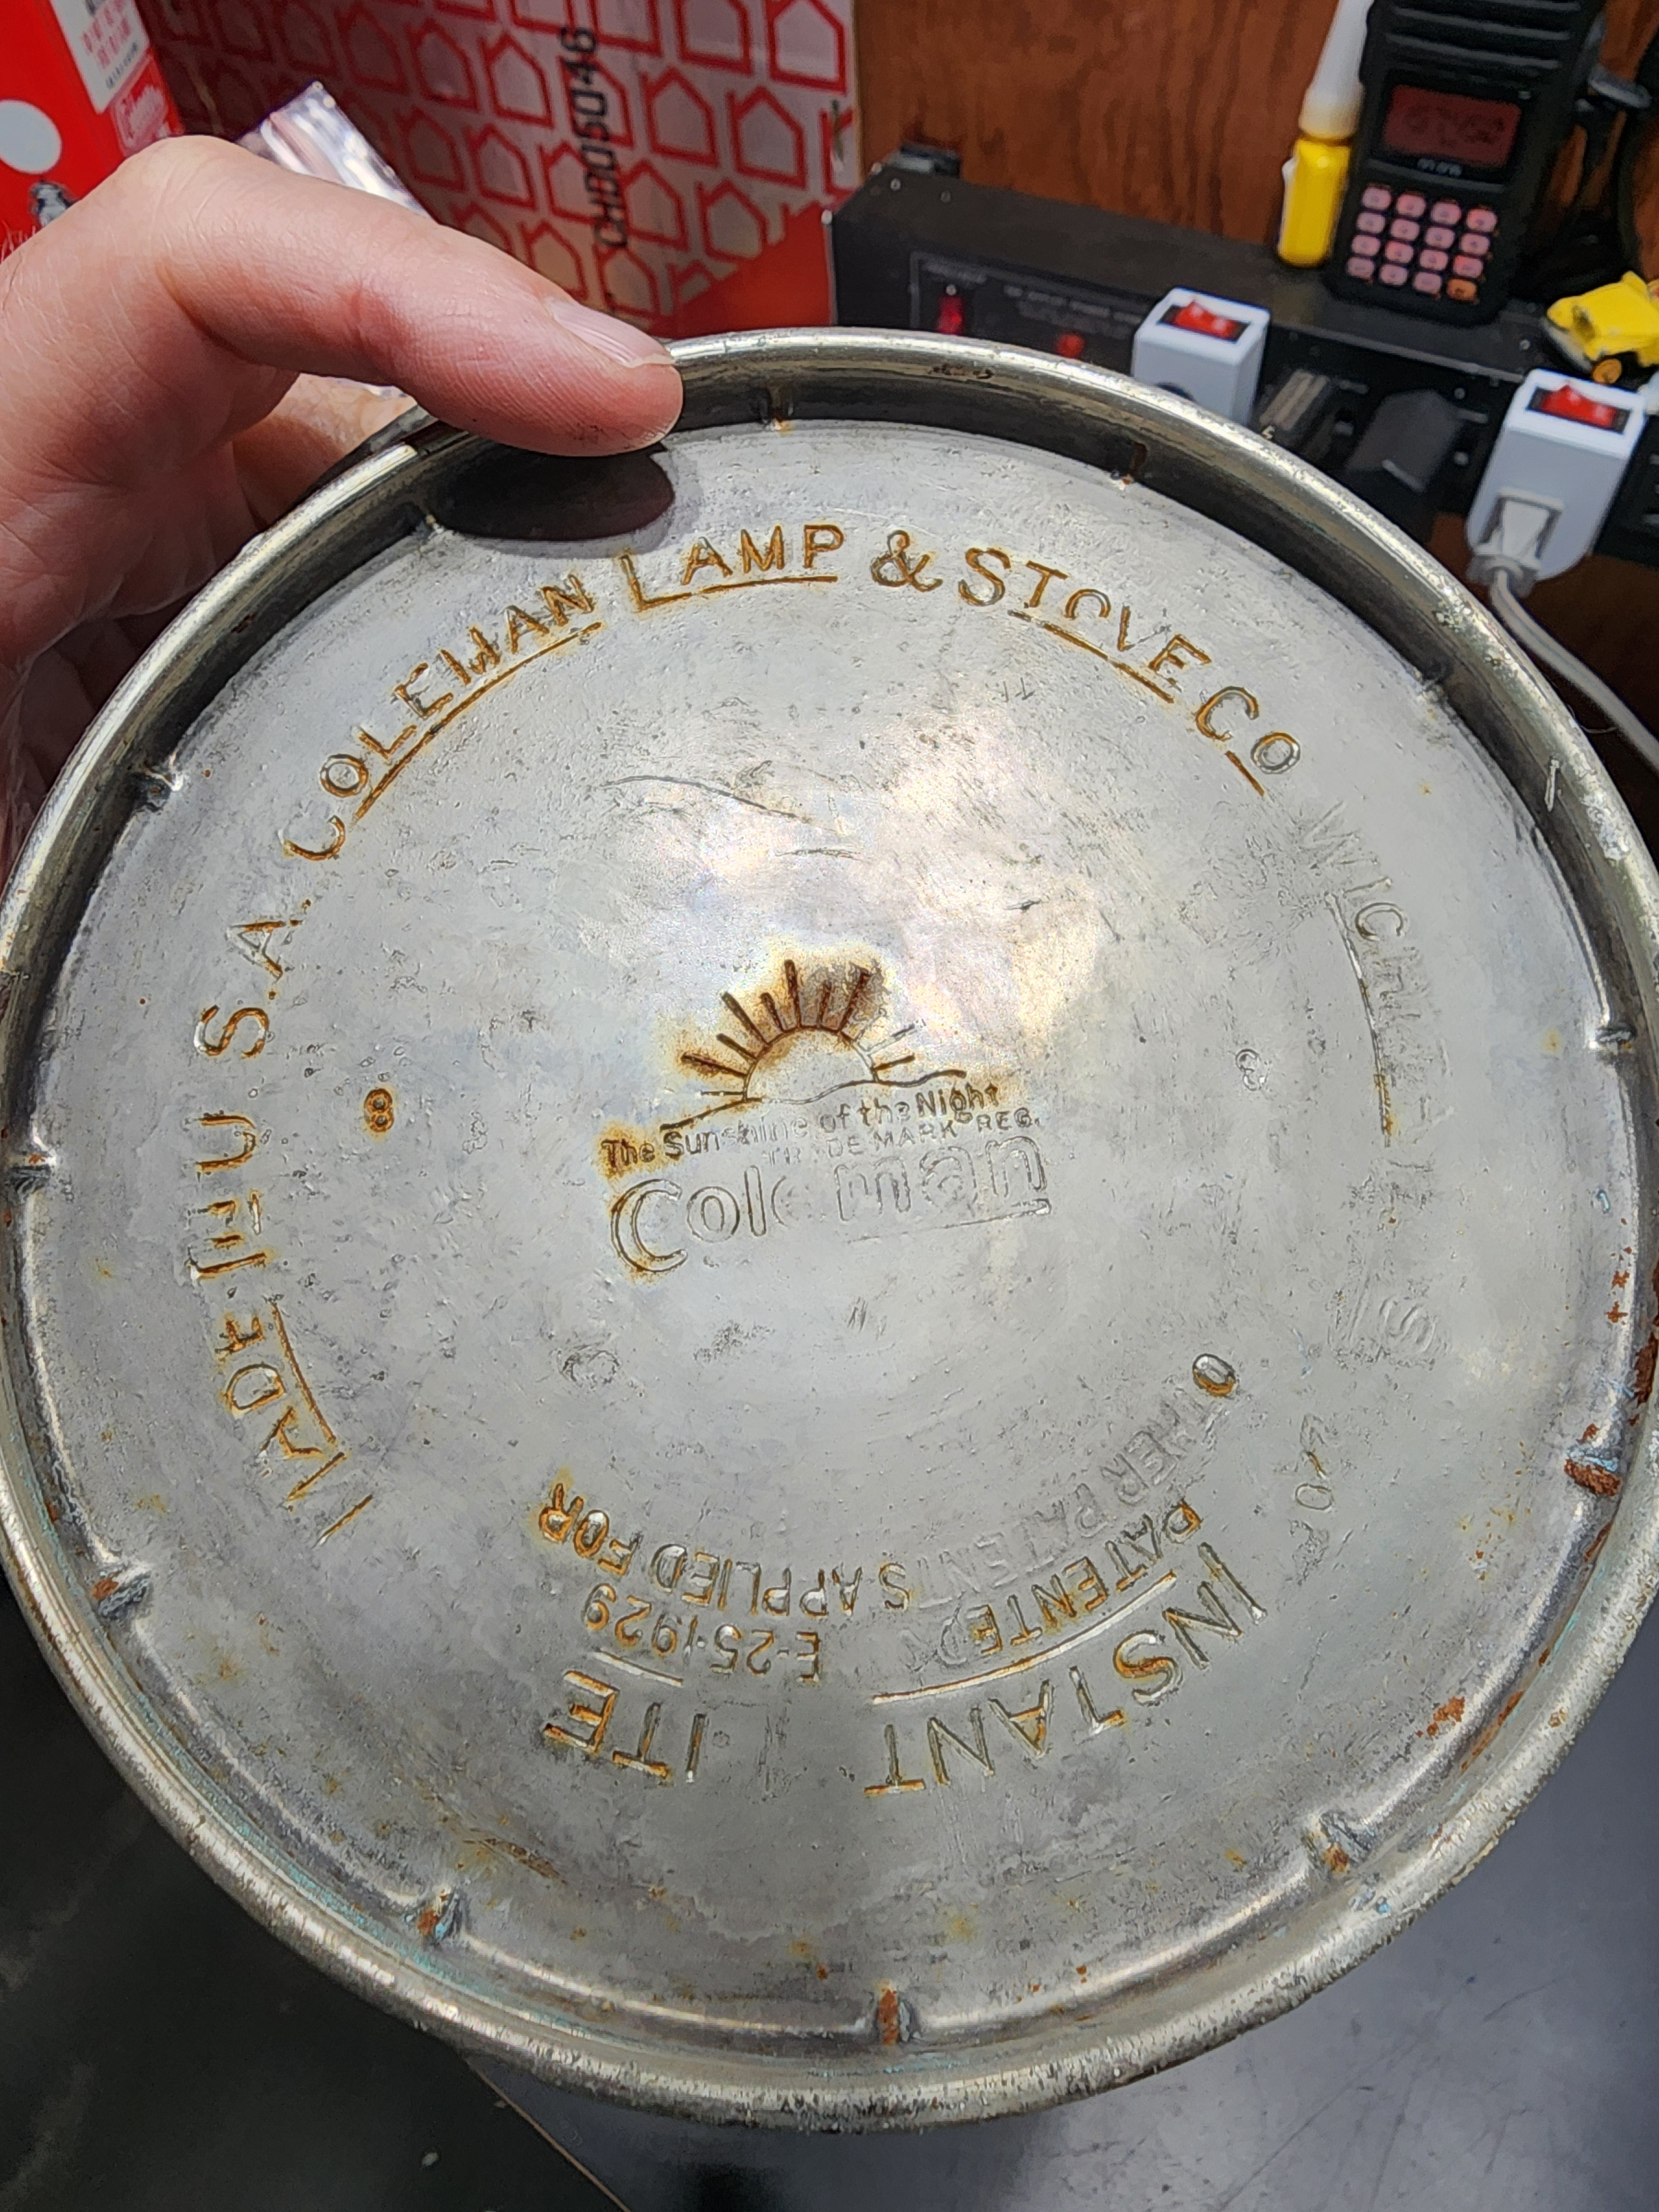 CHB05046
MADE IN U.S.A. COLEMAN LAMP & STOVE CO WICHITA
The Sunshine of the Night
TRADE MARK REG.
Coleman
8
OTHER PATENTS APPLIED FOR
PATENTED
E-25-1929
INSTANT LITE